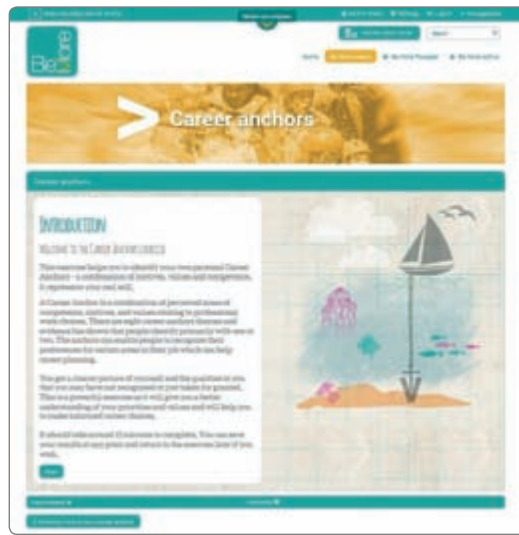 Search
Be
Home
Career anchors
Career anchors
INTRODUCTION
WELCOME TO THE CAREER ANCHORS EXERCISE
This exercise helps you to identify your own personal Career
Anchors - a combination of motives, values and competence.
It represents your real self.
A Career Anchor is a combination of perceived areas of
competence, motives, and values relating to professional
work choices. There are eight career anchors themes and
evidence has shown that people identify primarily with one or
two. The anchors can enable people to recognise their
preferences for certain areas in their job which can help
career planning.
You get a clearer picture of yourself and the qualities in you
that you may have not recognised or just taken for granted.
This is a powerful exercise as it will give you a better
understanding of your priorities and values and will help you
to make informed career choices.
It should take around 15 minutes to complete. You can save
your results at any point and return to the exercise later if you
wish.